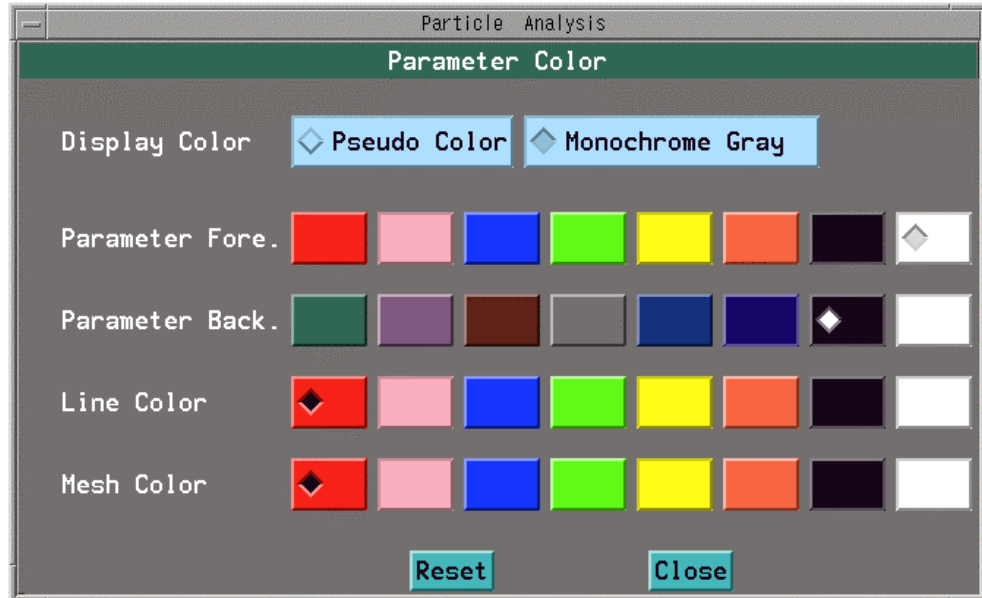 Particle Analysis
Parameter Color
Display Color Pseudo Color Monochrome Gray
Parameter Fore.
Parameter Back.
Line Color
Mesh Color
Reset Close